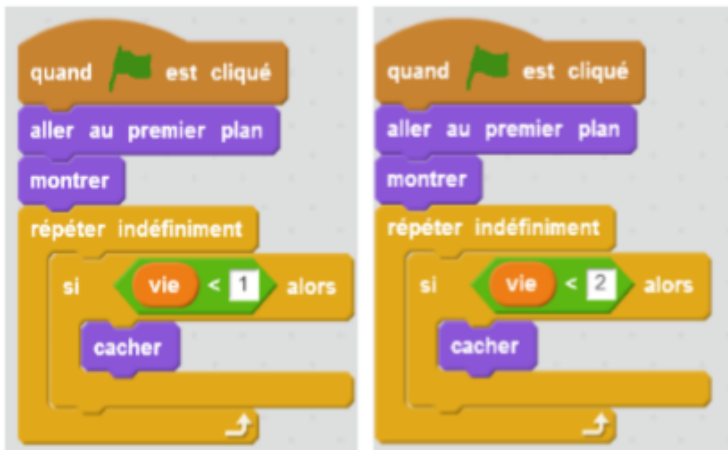 quand est cliqué
aller au premier plan
montrer
répéter indéfiniment
si vie < 1 alors
cacher
quand est cliqué
aller au premier plan
montrer
répéter indéfiniment
si vie < 2 alors
cacher